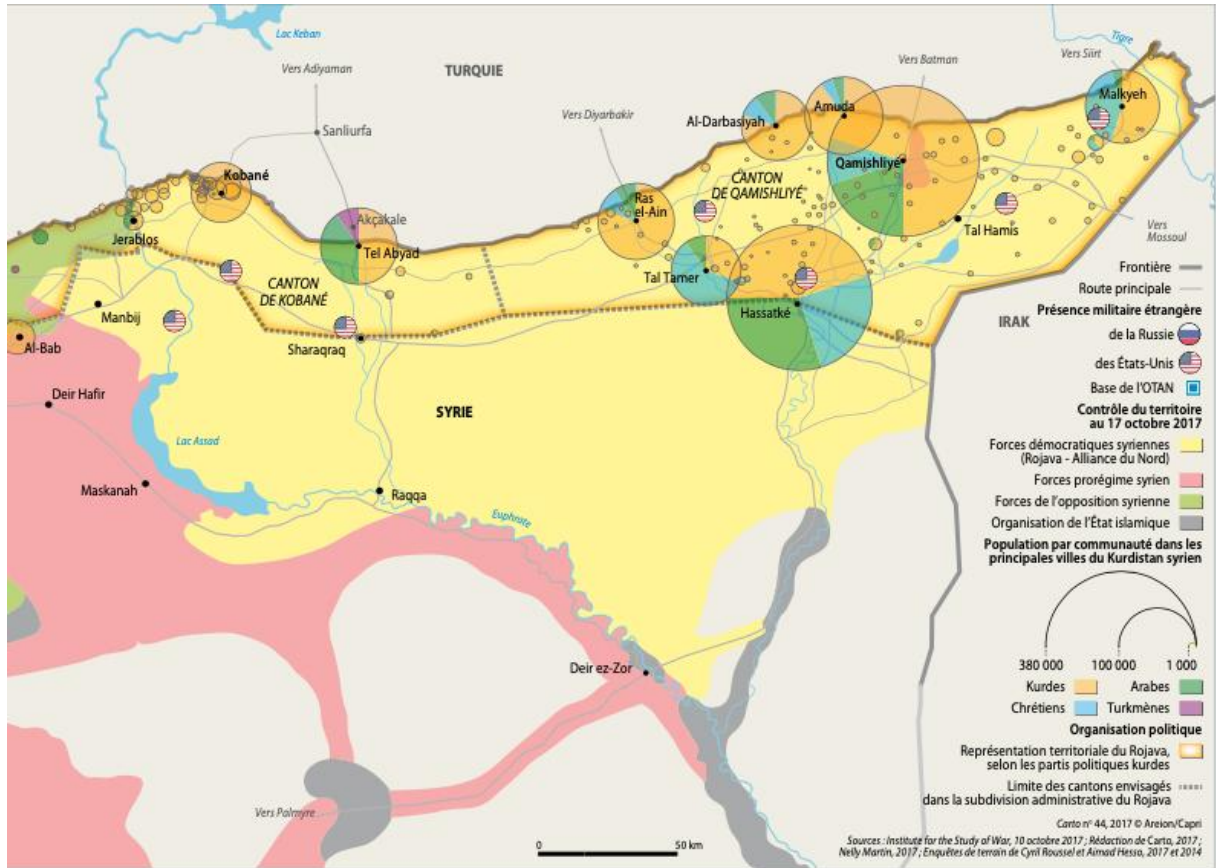 Lac Keban
Vers Adiyaman
TURQUIE
Vers Siirt
Tigre
Vers Batman
Sanliurfa
Vers Diyarbakir
Al-Darbasiyah
Amuda
Malkyeh
Kobané
Qamishliyé
CANTON
DE QAMISHLIYÉ
Akçakale
Ras
el-Ain
Jerablos
Tel Abyad
Tal Hamis
Vers
Mossoul
CANTON
DE KOBANÉ
Tal Tamer
Manbij
Hassatké
IRAK
Al-Bab
Sharaqraq
Deir Hafir
SYRIE
Lac Assad
Maskanah
Raqqa
Euphrate
Deir ez-Zor
Vers Palmyre
0 50 km
Frontière
Route principale
Présence militaire étrangère
de la Russie
des États-Unis
Base de l'OTAN
Contrôle du territoire
au 17 octobre 2017
Forces démocratiques syriennes
(Rojava - Alliance du Nord)
Forces prorégime syrien
Forces de l'opposition syrienne
Organisation de l'État islamique
Population par communauté dans les
principales villes du Kurdistan syrien
380 000 100 000 1 000
Kurdes Arabes
Chrétiens Turkmènes
Organisation politique
Représentation territoriale du Rojava,
selon les partis politiques kurdes
Limite des cantons envisagés
dans la subdivision administrative du Rojava
Carto n° 44, 2017 © Areion/Capri
Sources : Institute for the Study of War, 10 octobre 2017 ; Rédaction de Carto, 2017 ;
Nelly Martin, 2017 ; Enquêtes de terrain de Cyril Roussel et Aimad Hesso, 2017 et 2014